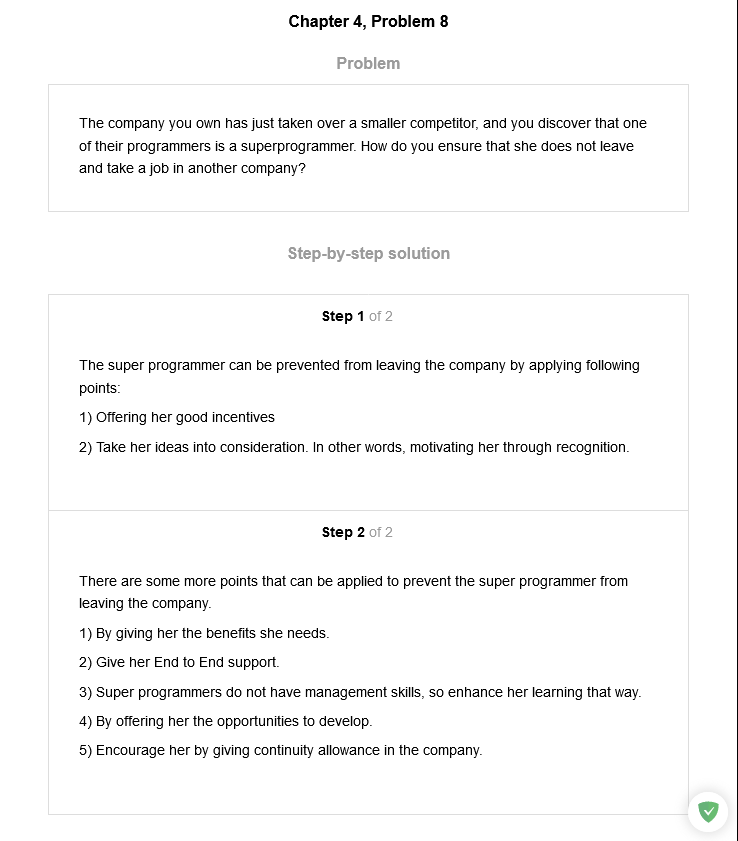 Chapter 4, Problem 8
Problem
The company you own has just taken over a smaller competitor, and you discover that one
of their programmers is a superprogrammer. How do you ensure that she does not leave
and take a job in another company?
Step-by-step solution
Step 1 of 2
The super programmer can be prevented from leaving the company by applying following
points:
1) Offering her good incentives
2) Take her ideas into consideration. In other words, motivating her through recognition.
Step 2 of 2
There are some more points that can be applied to prevent the super programmer from
leaving the company.
1) By giving her the benefits she needs.
2) Give her End to End support.
3) Super programmers do not have management skills, so enhance her learning that way.
4) By offering her the opportunities to develop.
5) Encourage her by giving continuity allowance in the company.